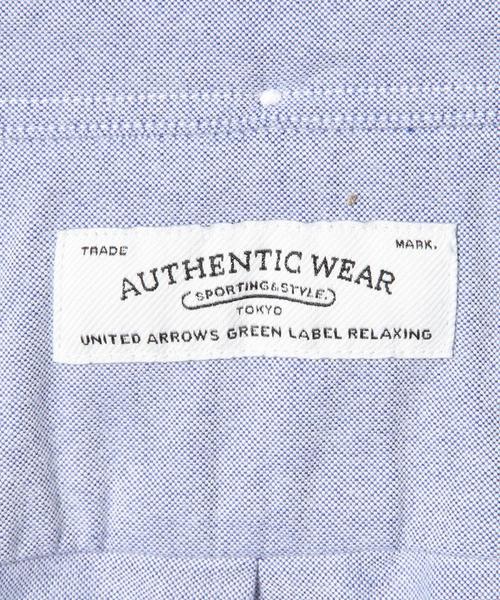 TRADE MARK.
AUTHENTIC WEAR
SPORTING & STYLE.
TOKYO
UNITED ARROWS GREEN LABEL RELAXING